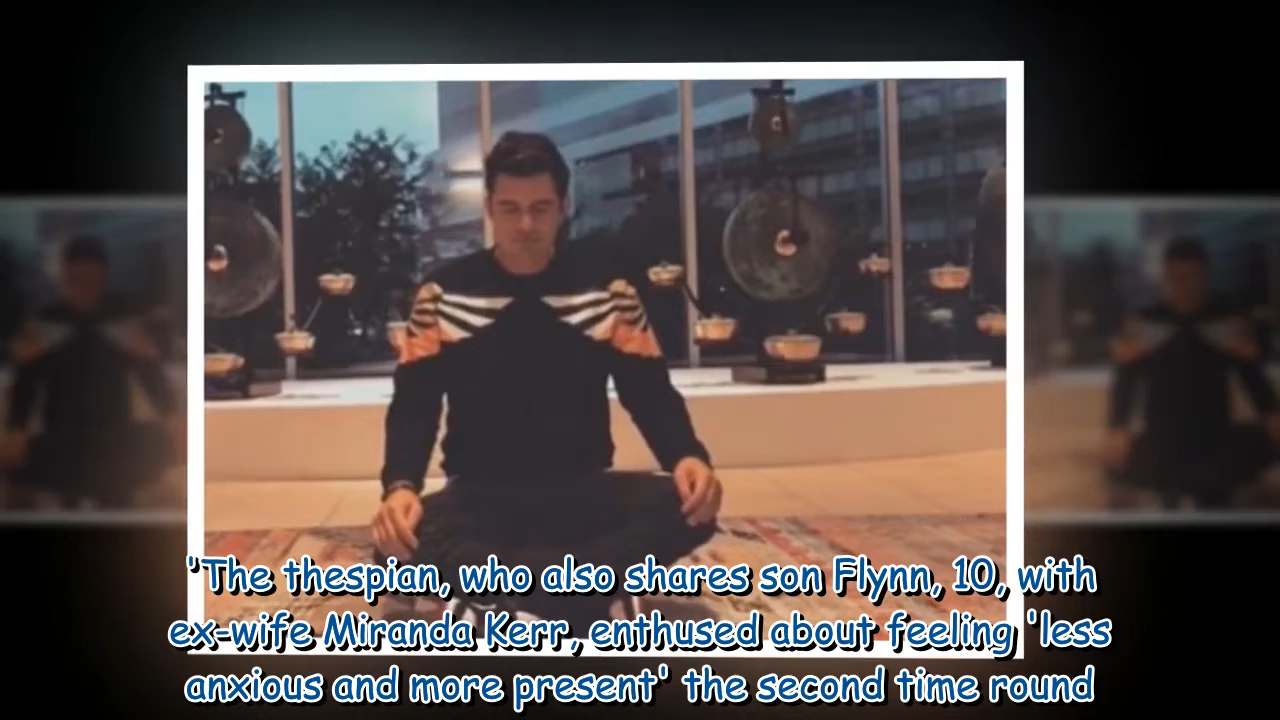 'The thespian, who also shares son Flynn, 10, with
ex-wife Miranda Kerr, enthused about feeling 'less
anxious and more present' the second time round